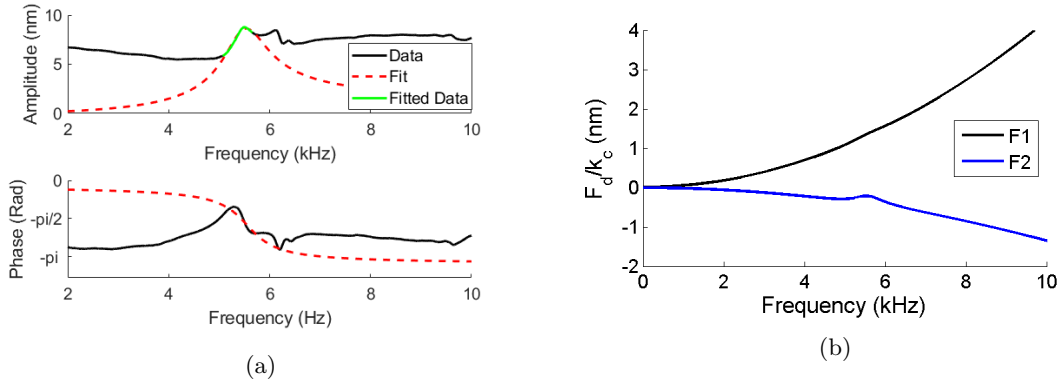 10
5
0
Amplitude (nm)
Data
Fit
Fitted Data
2 4 6 8 10
Frequency (kHz)
0
-pi/2
-pi
Phase (Rad)
2 4 6 8 10
Frequency (Hz)
(a)
4
3
2
1
0
-1
-2
F_d/k_c (nm)
F1
F2
0 2 4 6 8 10
Frequency (kHz)
(b)